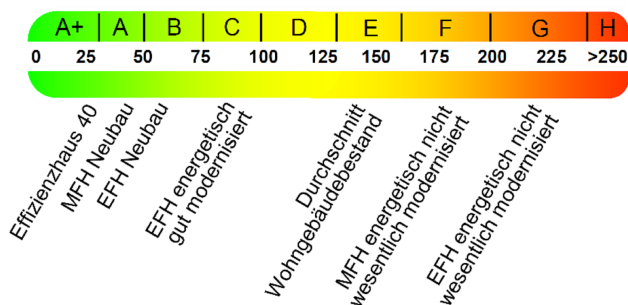 A+ A B C D E F G H
0 25 50 75 100 125 150 175 200 225 >250
Effizienzhaus 40
MFH Neubau
EFH Neubau
EFH energetisch
gut modernisiert
Durchschnitt
Wohngebäudebestand
MFH energetisch nicht
wesentlich modernisiert
EFH energetisch nicht
wesentlich modernisiert